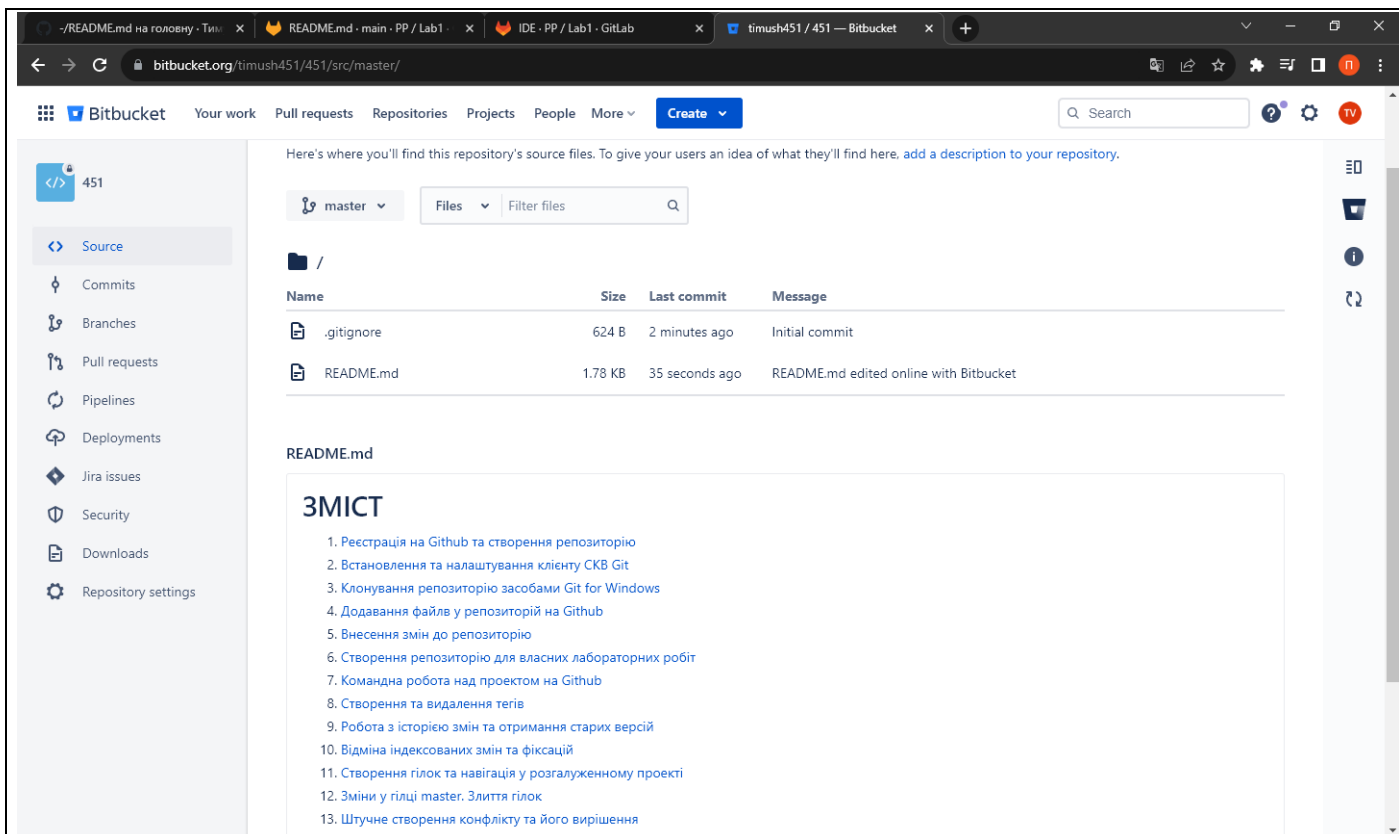 -/README.md на головну · Тим
README.md · main · PP / Lab1 ·
IDE · PP / Lab1 · GitLab
timush451 / 451 — Bitbucket
bitbucket.org/timush451/451/src/master/
П
Bitbucket Your work Pull requests Repositories Projects People More Create Search TV
451
Source
Commits
Branches
Pull requests
Pipelines
Deployments
Jira issues
Security
Downloads
Repository settings
Here's where you'll find this repository's source files. To give your users an idea of what they'll find here, add a description to your repository.
master Files Filter files
/
Name Size Last commit Message
.gitignore 624 B 2 minutes ago Initial commit
README.md 1.78 KB 35 seconds ago README.md edited online with Bitbucket
README.md
ЗМІСТ
1. Реєстрація на Github та створення репозиторію
2. Встановлення та налаштування клієнту СКВ Git
3. Клонування репозиторію засобами Git for Windows
4. Додавання файлв у репозиторій на Github
5. Внесення змін до репозиторію
6. Створення репозиторію для власних лабораторних робіт
7. Командна робота над проектом на Github
8. Створення та видалення тегів
9. Робота з історією змін та отримання старих версій
10. Відміна індексованих змін та фіксацій
11. Створення гілок та навігація у розгалуженному проекті
12. Зміни у гілці master. Злиття гілок
13. Штучне створення конфлікту та його вирішення